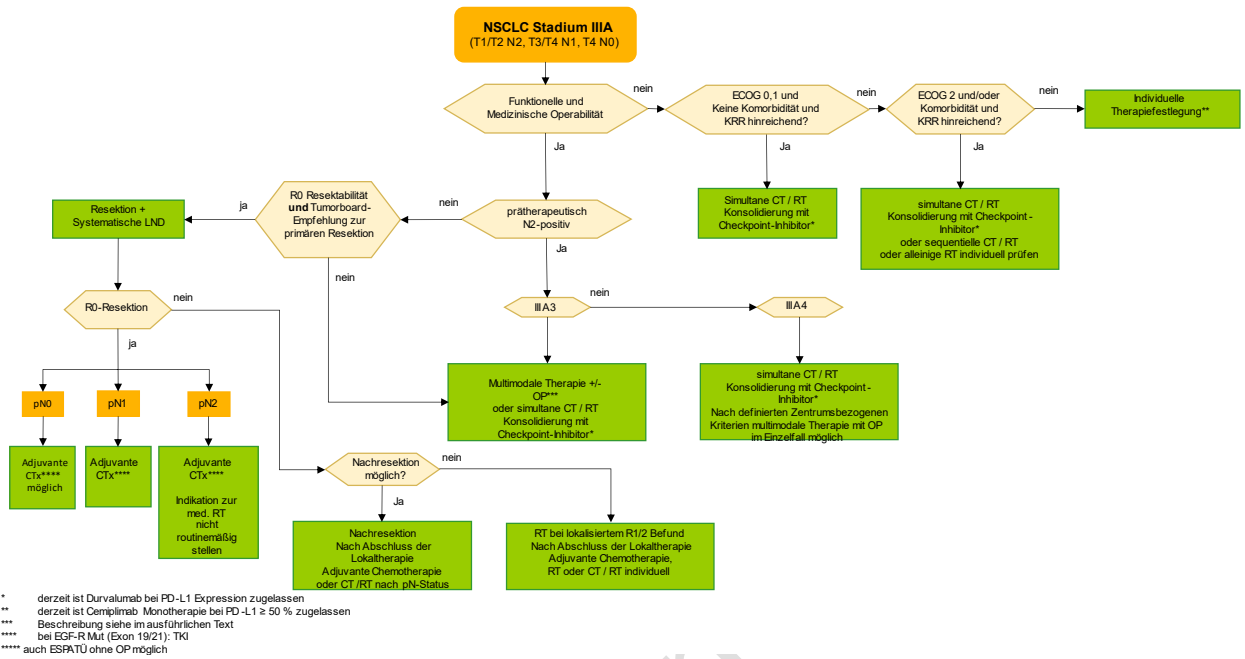 NSCLC Stadium IIIA
(T1/T2 N2, T3/T4 N1, T4 N0)
Funktionelle und
Medizinische Operabilität
nein
ECOG 0,1 und
Keine Komorbidität und
KRR hinreichend?
nein
ECOG 2 und/oder
Komorbidität und
KRR hinreichend?
nein
Individuelle
Therapiefestlegung**
Ja
Ja
Ja
Resektion +
Systematische LND
ja
R0 Resektabilität
und Tumorboard-
Empfehlung zur
primären Resektion
nein
prätherapeutisch
N2-positiv
Simultane CT / RT
Konsolidierung mit
Checkpoint-Inhibitor*
simultane CT / RT
Konsolidierung mit Checkpoint-
Inhibitor*
oder sequentielle CT / RT
oder alleinige RT individuell prüfen
Ja
nein
R0-Resektion
nein
IIIA3
nein
IIIA4
ja
Multimodale Therapie +/-
OP***
oder simultane CT / RT
Konsolidierung mit
Checkpoint-Inhibitor*
simultane CT / RT
Konsolidierung mit Checkpoint-
Inhibitor*
Nach definierten Zentrumsbezogenen
Kriterien multimodale Therapie mit OP
im Einzelfall möglich
pN0
pN1
pN2
Adjuvante
CTx****
möglich
Adjuvante
CTx****
Adjuvante
CTx****
Indikation zur
med. RT
nicht
routinemäßig
stellen
Nachresektion
möglich?
nein
Ja
Nachresektion
Nach Abschluss der
Lokaltherapie
Adjuvante Chemotherapie
oder CT /RT nach pN-Status
RT bei lokalisiertem R1/2 Befund
Nach Abschluss der Lokaltherapie
Adjuvante Chemotherapie,
RT oder CT / RT individuell
* derzeit ist Durvalumab bei PD-L1 Expression zugelassen
** derzeit ist Cemiplimab Monotherapie bei PD-L1 ≥ 50 % zugelassen
*** Beschreibung siehe im ausführlichen Text
**** bei EGF-R Mut (Exon 19/21): TKI
***** auch ESPATÜ ohne OP möglich